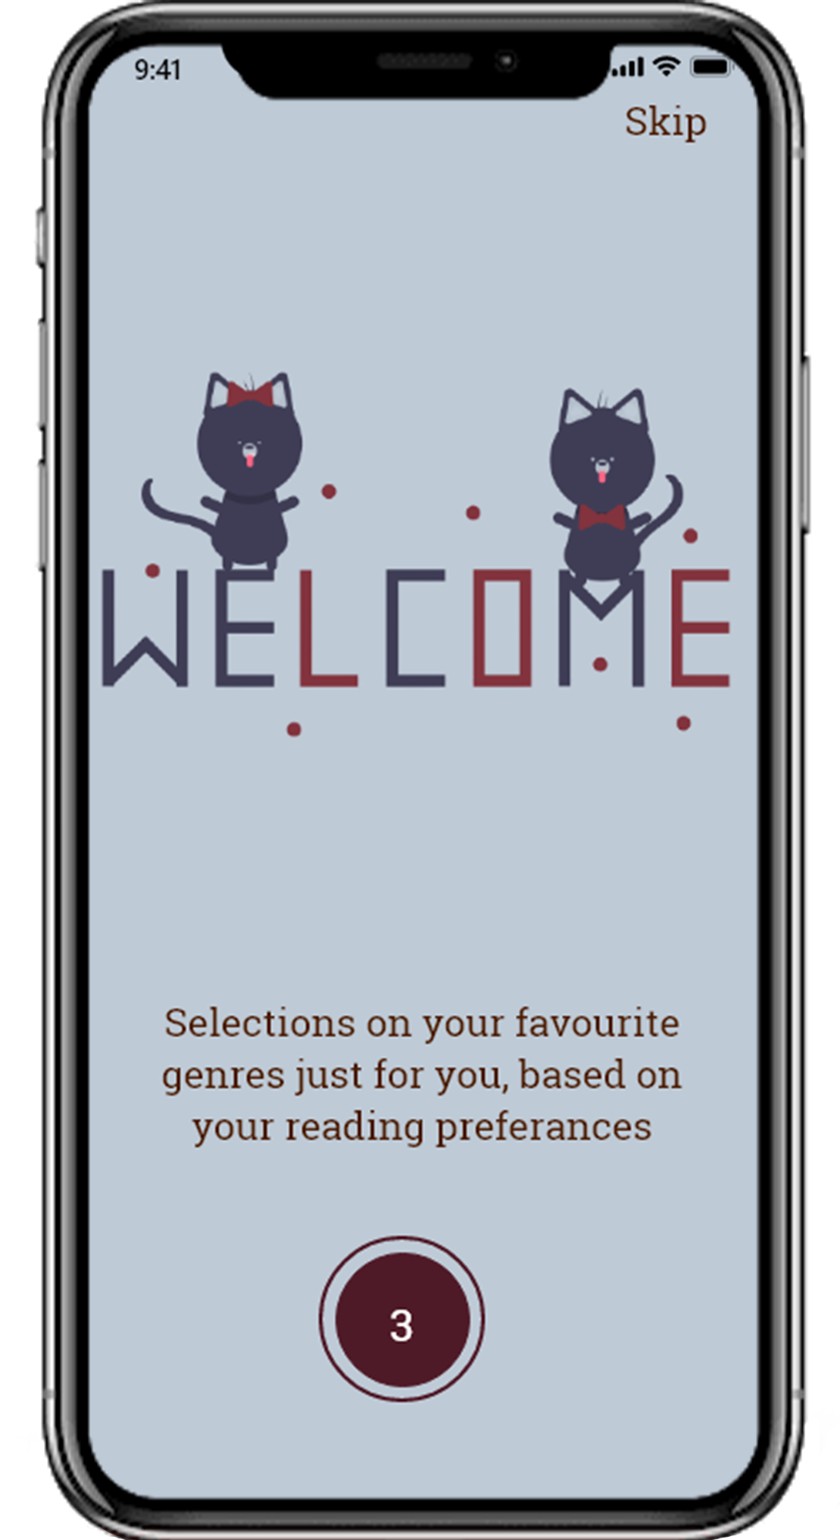 9:41
Skip
WELCOME
Selections on your favourite
genres just for you, based on
your reading preferances
3